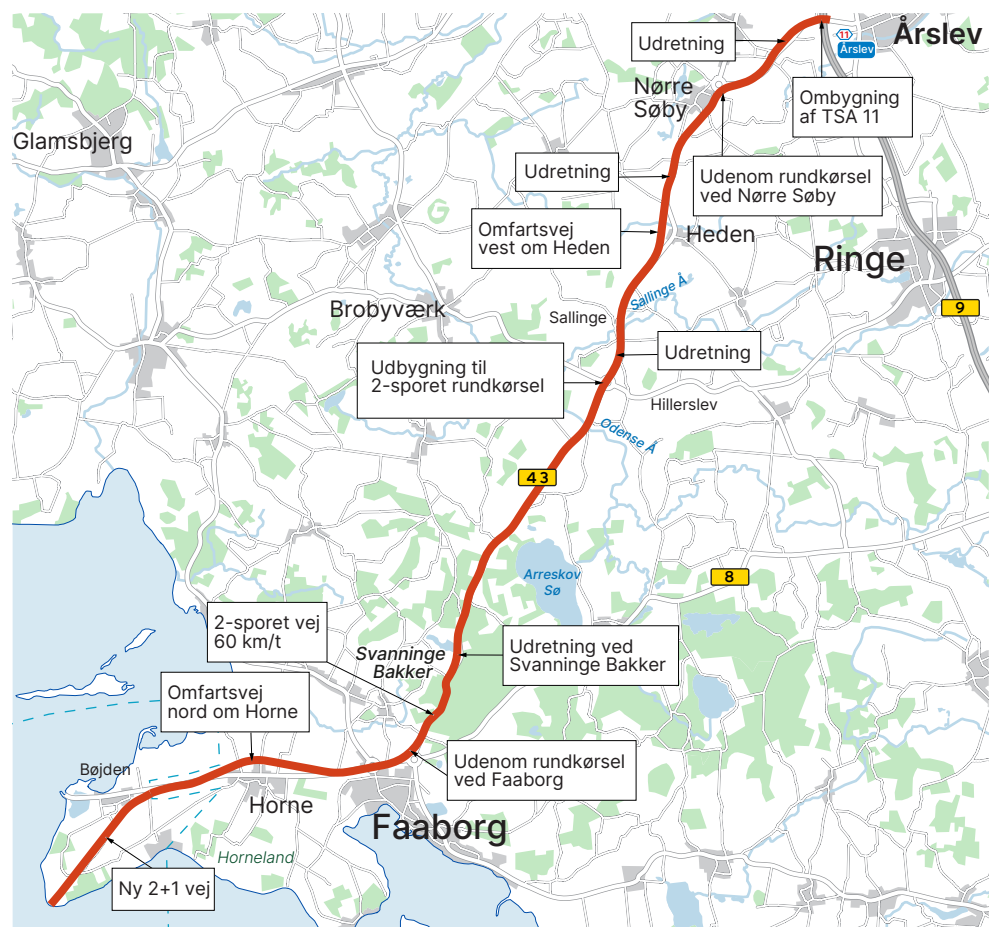 11
Årslev
Årslev
Udretning
Nørre
Søby
Ombygning
af TSA 11
Glamsbjerg
Udretning
Udenom rundkørsel
ved Nørre Søby
Omfartsvej
vest om Heden
Heden
Ringe
Sallinge Å
Brobyværk
Sallinge
9
Udretning
Udbygning til
2-sporet rundkørsel
Hillerslev
Odense Å
43
Arreskov
Sø
8
2-sporet vej
60 km/t
Svanninge
Bakker
Udretning ved
Svanninge Bakker
Omfartsvej
nord om Horne
Udenom rundkørsel
ved Faaborg
Bøjden
Horne
Faaborg
Horneland
Ny 2+1 vej